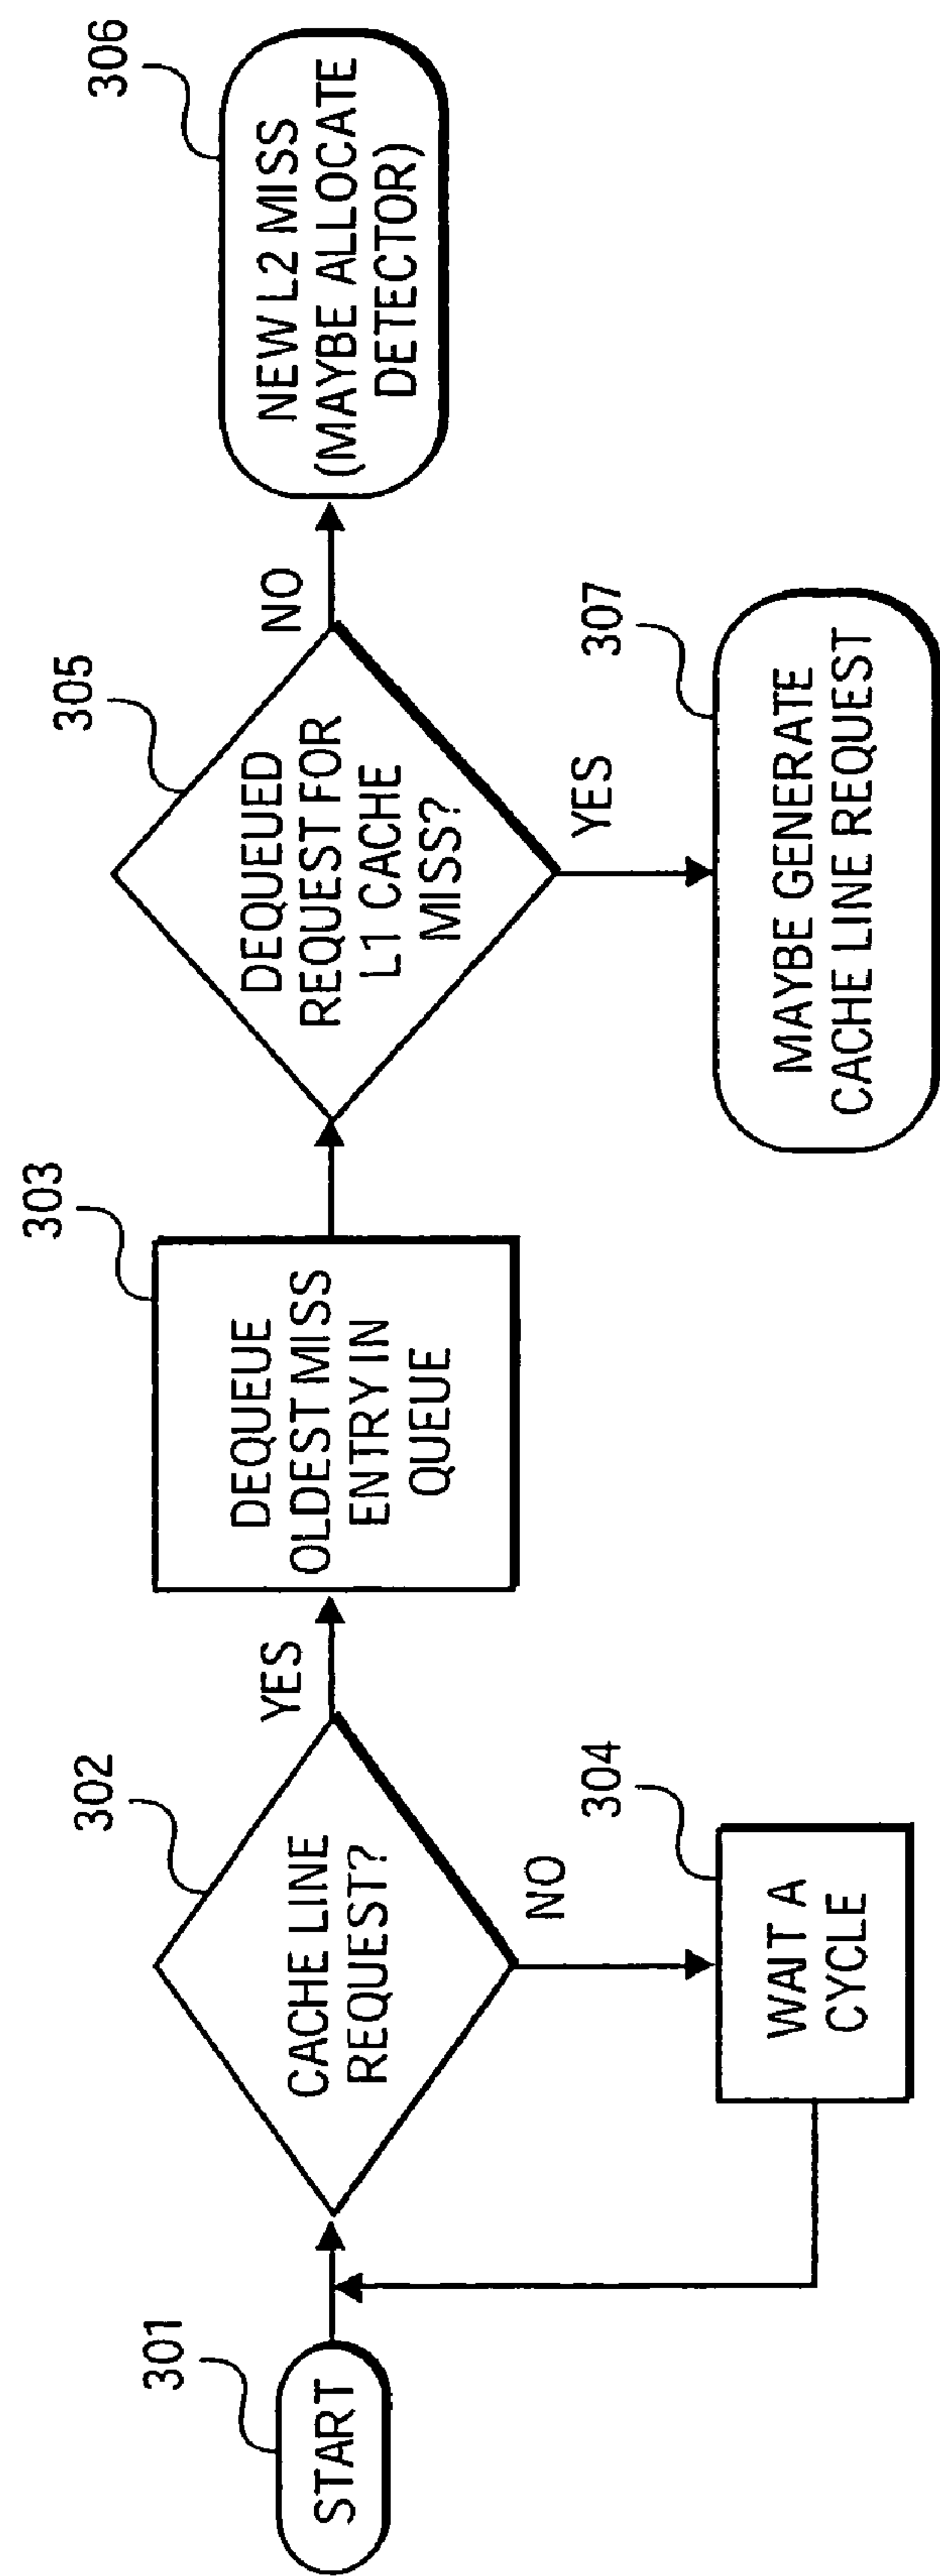 301
START
302
CACHE LINE
REQUEST?
YES
NO
304
WAIT A
CYCLE
303
DEQUEUE
OLDEST MISS
ENTRY IN
QUEUE
305
DEQUEUED
REQUEST FOR
L1 CACHE
MISS?
NO
YES
306
NEW L2 MISS
(MAYBE ALLOCATE
DETECTOR)
307
MAYBE GENERATE
CACHE LINE REQUEST